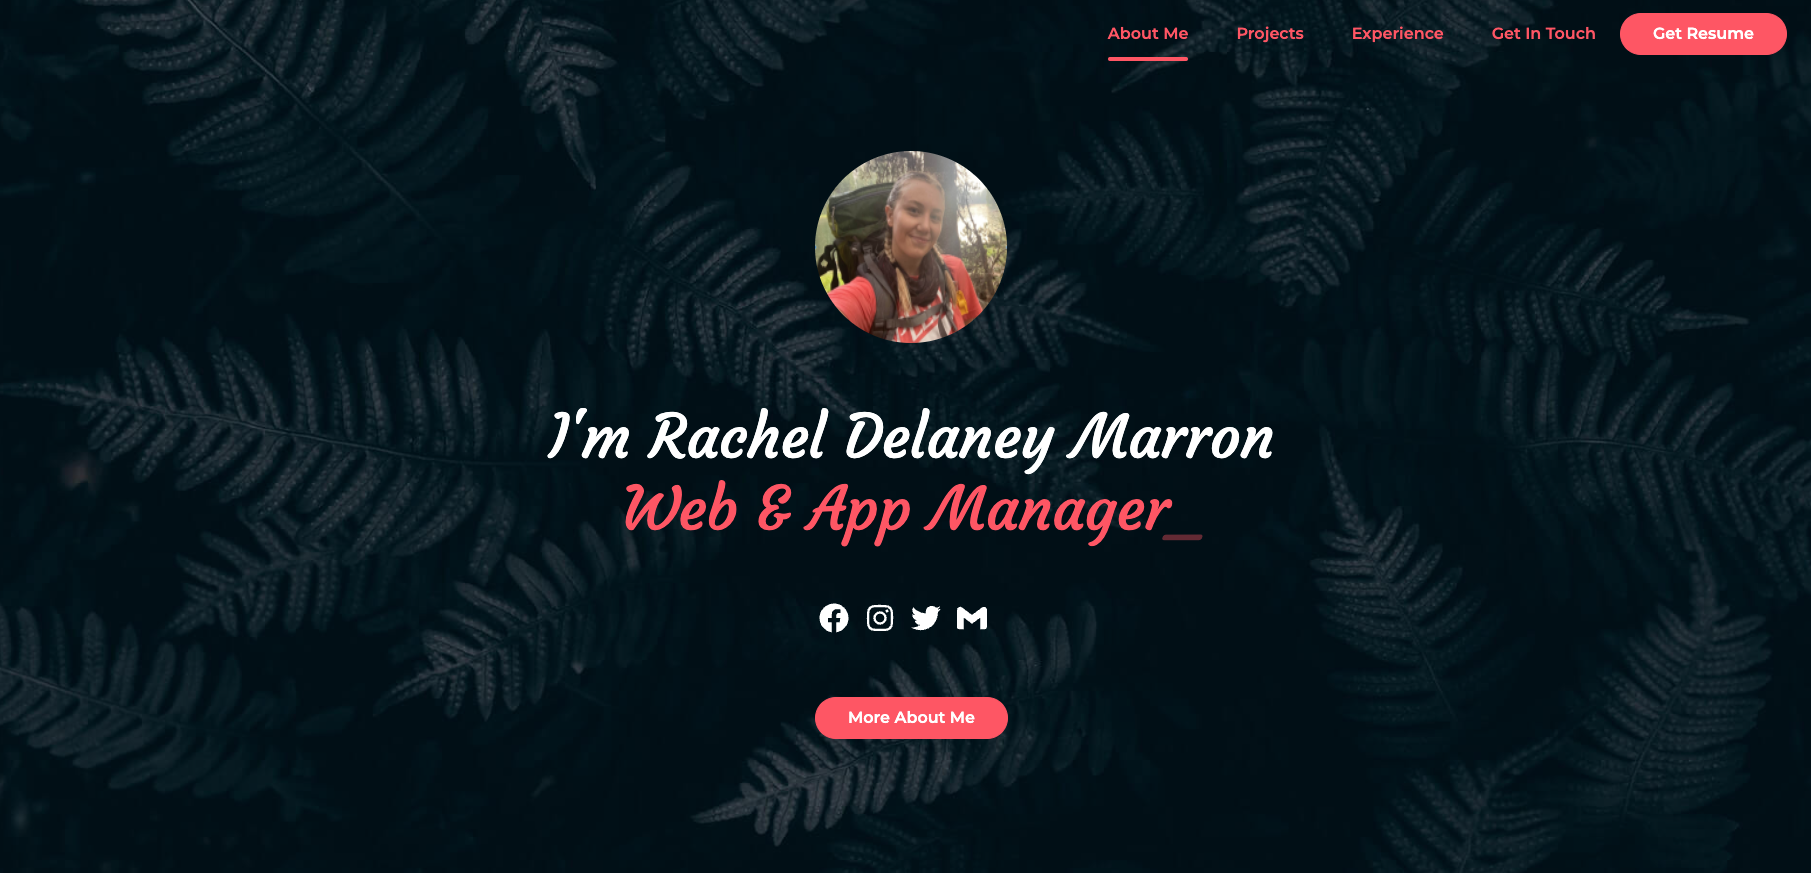 About Me Projects Experience Get In Touch Get Resume
I'm Rachel Delaney Marron
Web & App Manager_
More About Me